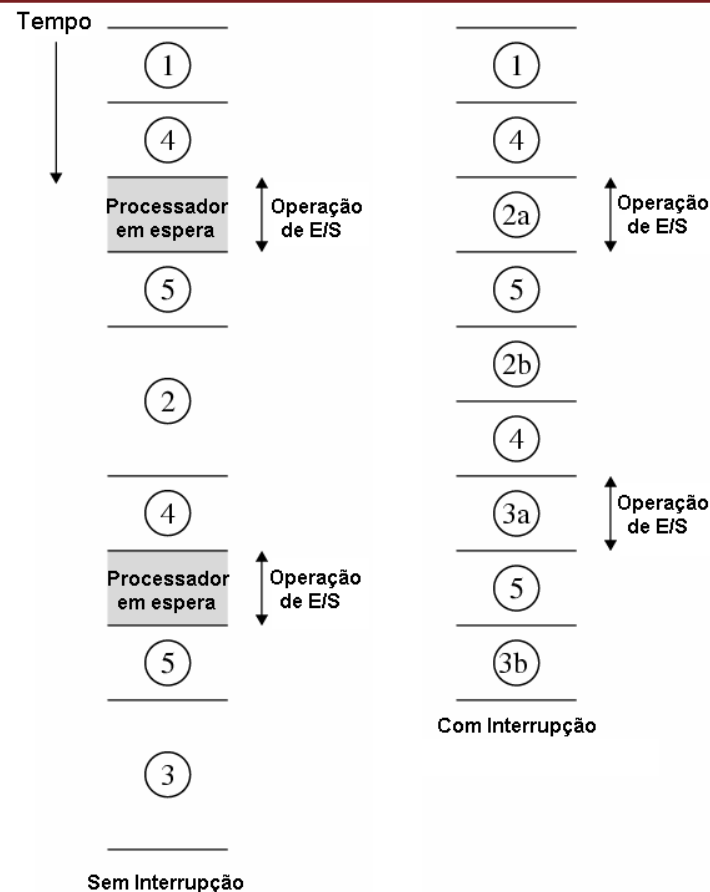 Tempo
1
4
Processador
em espera
Operação
de E/S
5
2
4
Processador
em espera
Operação
de E/S
5
3
Sem Interrupção
1
4
2a
Operação
de E/S
5
2b
4
3a
Operação
de E/S
5
3b
Com Interrupção